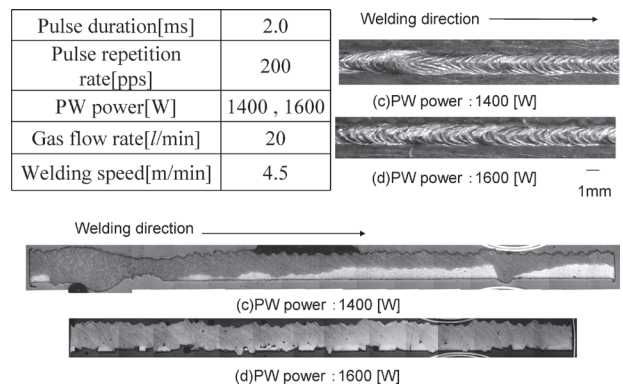 Pulse duration[ms] 2.0
Pulse repetition
rate[pps] 200
PW power[W] 1400 , 1600
Gas flow rate[l/min] 20
Welding speed[m/min] 4.5
Welding direction
(c)PW power : 1400 [W]
(d)PW power : 1600 [W]
1mm
Welding direction
(c)PW power : 1400 [W]
(d)PW power : 1600 [W]